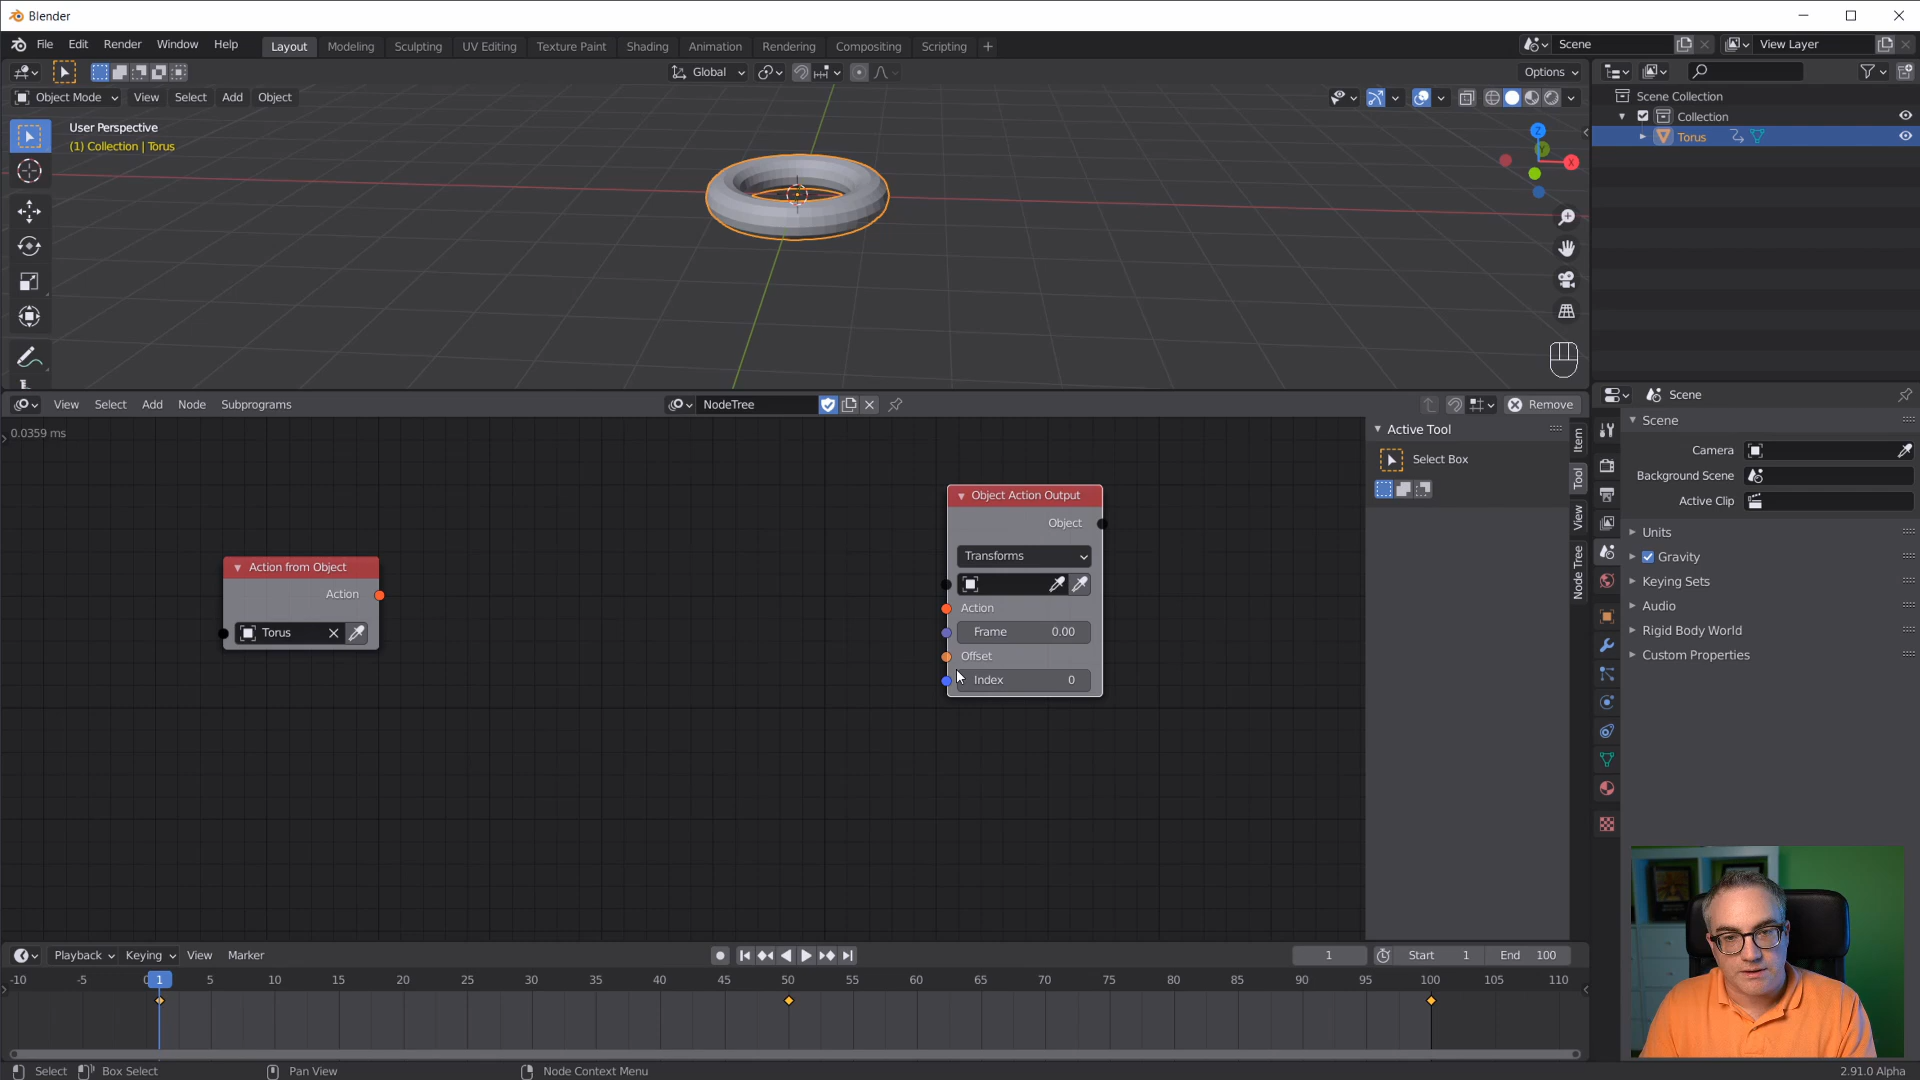 Blender
File Edit Render Window Help Layout Modeling Sculpting UV Editing Texture Paint Shading Animation Rendering Compositing Scripting Scene View Layer
Global Options
Object Mode View Select Add Object
User Perspective
(1) Collection | Torus
Z
Y
X
Scene Collection
Collection
Torus
View Select Add Node Subprograms NodeTree Remove
0.0359 ms
Action from Object
Action
Torus
Object Action Output
Object
Transforms
Action
Frame 0.00
Offset
Index 0
Active Tool
Select Box
Item
Tool
View
Node Tree
Scene
Scene
Camera
Background Scene
Active Clip
Units
Gravity
Keying Sets
Audio
Rigid Body World
Custom Properties
Playback Keying View Marker 1 Start 1 End 100
-10 -5 0 1 5 10 15 20 25 30 35 40 45 50 55 60 65 70 75 80 85 90 95 100 105 110
Select Box Select Pan View Node Context Menu 2.91.0 Alpha